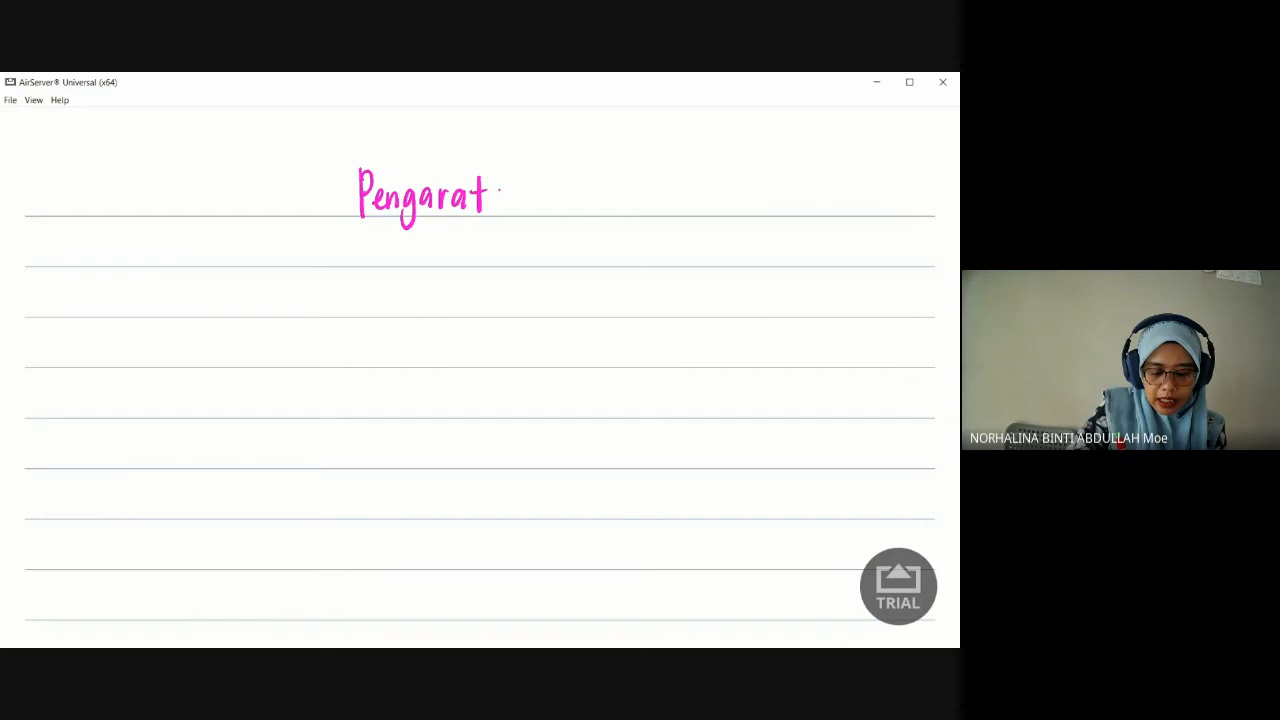 AirServer® Universal (x64)
File View Help
Pengarat
TRIAL
NORHALINA BINTI ABDULLAH Moe